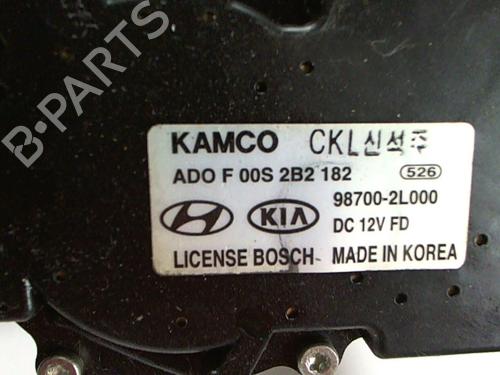 B-PARTS
KAMCO CKL신석주
ADO F 00S 2B2 182 526
98700-2L000
KIA DC 12V FD
LICENSE BOSCH MADE IN KOREA